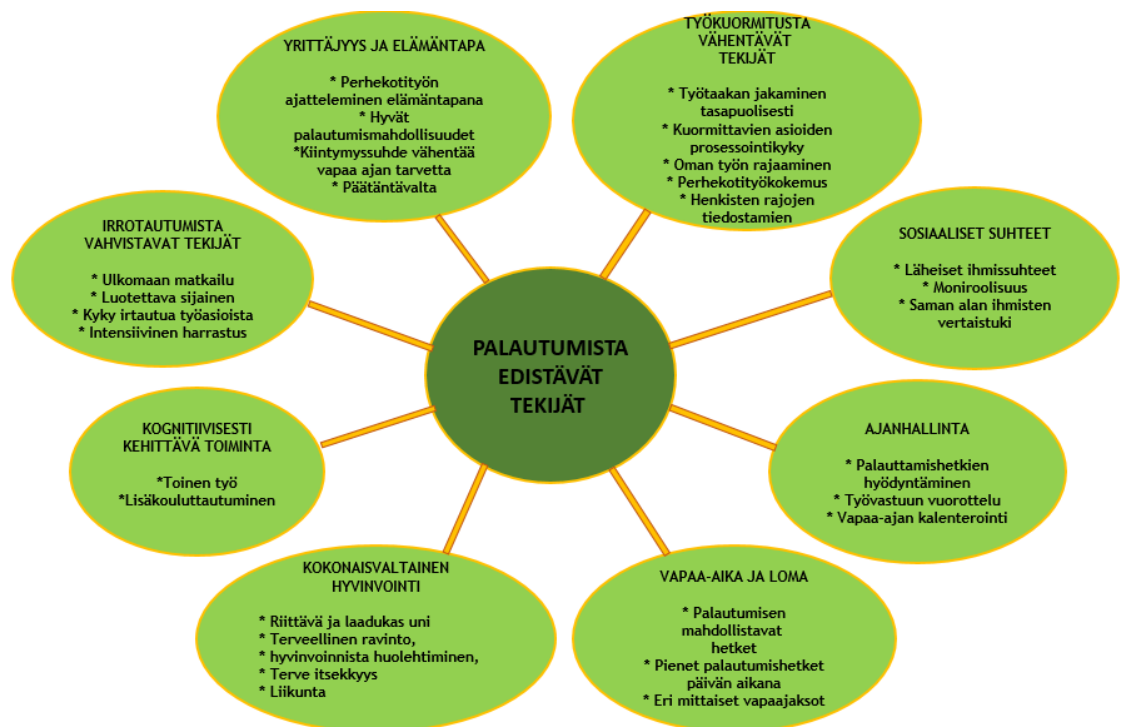 YRITTÄJYYS JA ELÄMÄNTAPA
* Perhekotityön
ajatteleminen elämäntapana
* Hyvät
palautumismahdollisuudet
*Kiintymyssuhde vähentää
vapaa ajan tarvetta
* Päätäntävalta
TYÖKUORMITUSTA
VÄHENTÄVÄT
TEKIJÄT
* Työtaakan jakaminen
tasapuolisesti
* Kuormittavien asioiden
prosessointikyky
* Oman työn rajaaminen
* Perhekotityökokemus
* Henkisten rajojen
tiedostamien
IRROTAUTUMISTA
VAHVISTAVAT TEKIJÄT
* Ulkomaan matkailu
* Luotettava sijainen
* Kyky irtautua työasioista
* Intensiivinen harrastus
SOSIAALISET SUHTEET
* Läheiset ihmissuhteet
* Moniroolisuus
* Saman alan ihmisten
vertaistuki
PALAUTUMISTA
EDISTÄVÄT
TEKIJÄT
KOGNITIIVISESTI
KEHITTÄVÄ TOIMINTA
*Toinen työ
*Lisäkouluttautuminen
AJANHALLINTA
* Palauttamishetkien
hyödyntäminen
* Työvastuun vuorottelu
* Vapaa-ajan kalenterointi
KOKONAISVALTAINEN
HYVINVOINTI
* Riittävä ja laadukas uni
* Terveellinen ravinto,
* hyvinvoinnista huolehtiminen,
* Terve itsekkyys
* Liikunta
VAPAA-AIKA JA LOMA
* Palautumisen
mahdollistavat
hetket
* Pienet palautumishetket
päivän aikana
* Eri mittaiset vapaajaksot